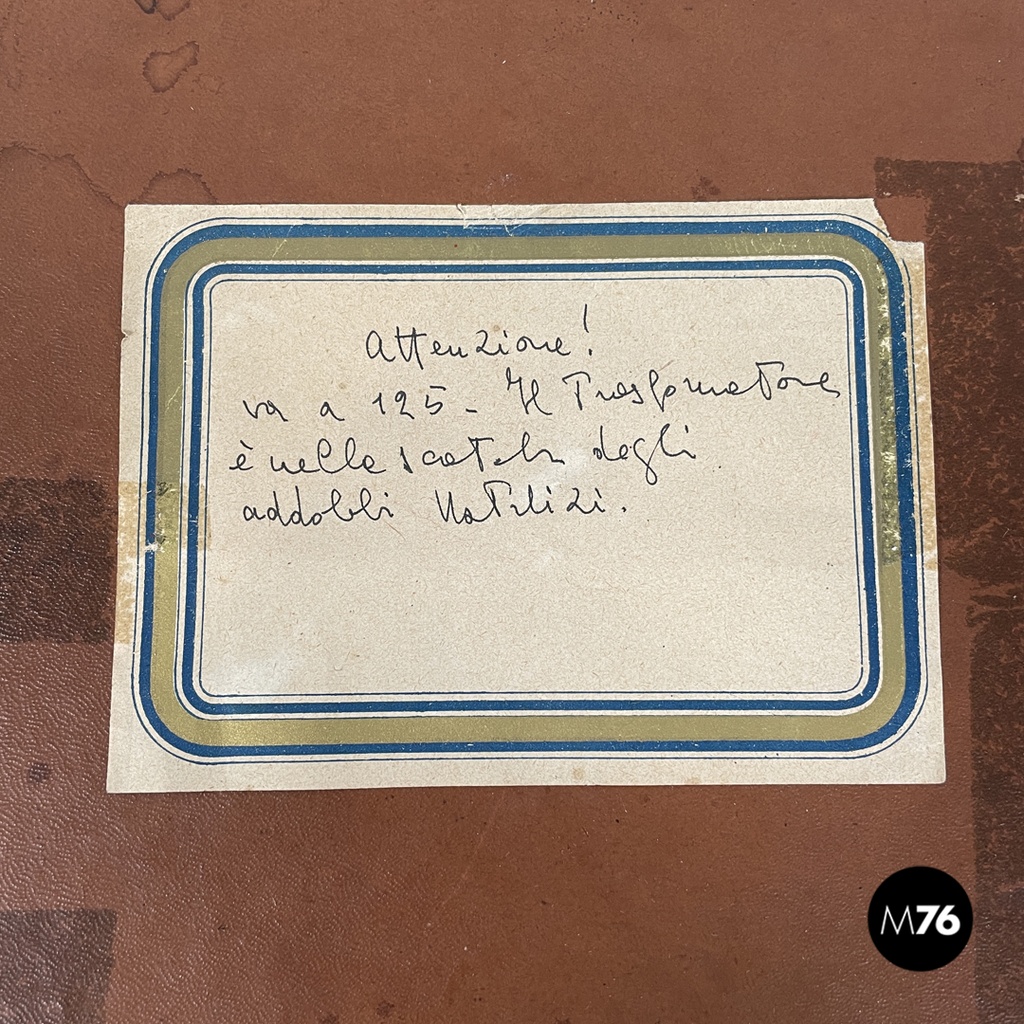 Attenzione!
va a 125 - Il Trasformatore
è nella scatola degli
addobbi Natalizi.
M76